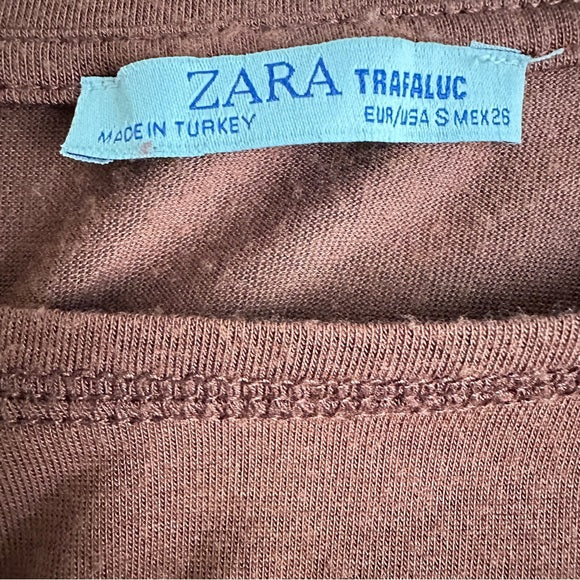 ZARA TRAFALUC
MADE IN TURKEY EUR/USA S MEX26